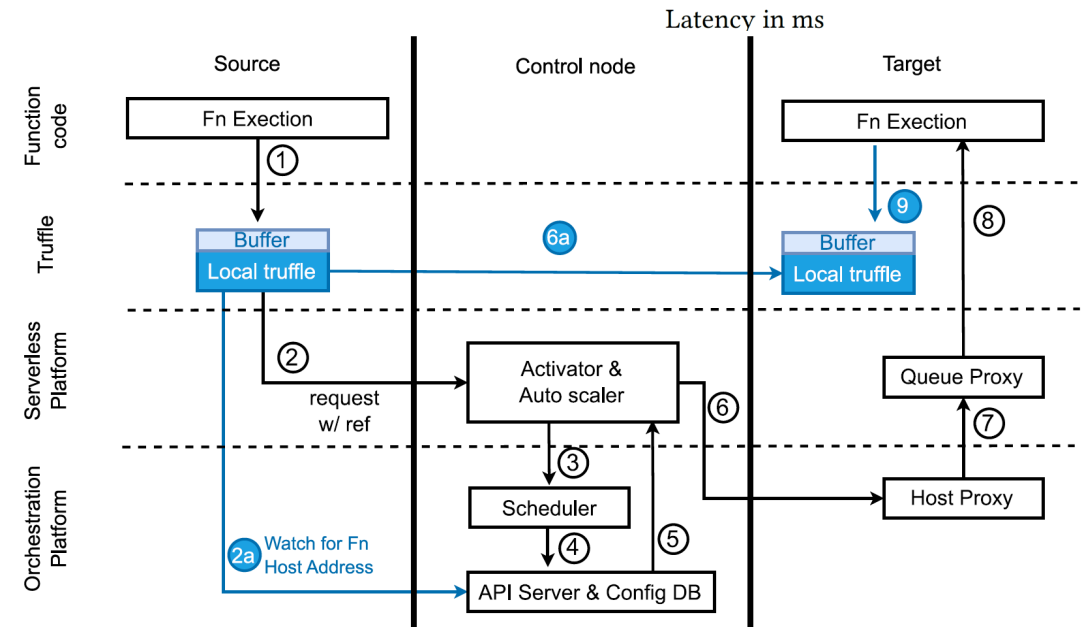 Latency in ms
Source
Control node
Target
Function
code
Fn Exection
Fn Exection
1
9
8
Truffle
Buffer
Local truffle
6a
Buffer
Local truffle
Serverless
Platform
2
request
w/ ref
Activator &
Auto scaler
6
Queue Proxy
7
Orchestration
Platform
3
Scheduler
4
5
Host Proxy
2a
Watch for Fn
Host Address
API Server & Config DB